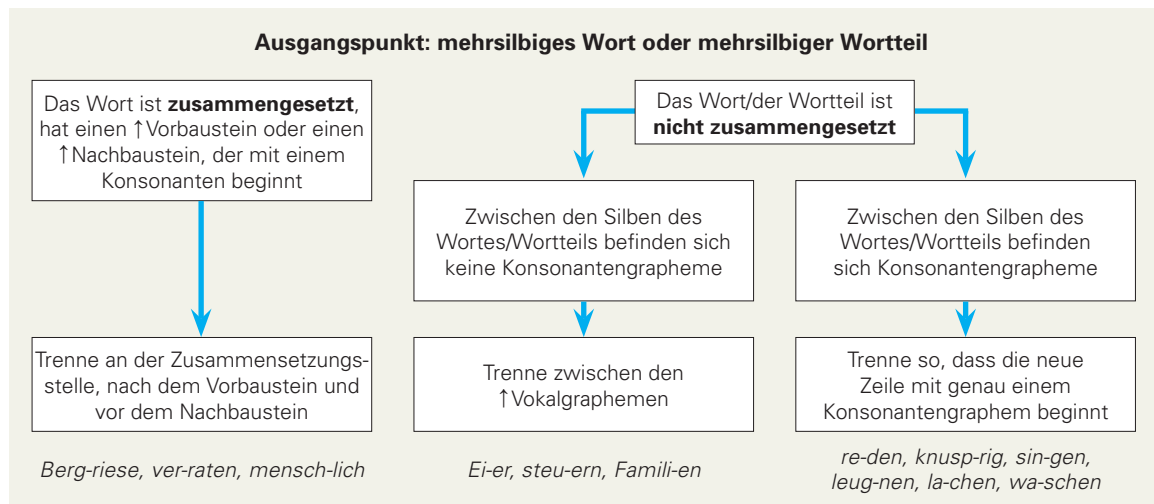 Ausgangspunkt: mehrsilbiges Wort oder mehrsilbiger Wortteil
Das Wort ist zusammengesetzt,
hat einen ↑Vorbaustein oder einen
↑Nachbaustein, der mit einem
Konsonanten beginnt
Trenne an der Zusammensetzungs-
stelle, nach dem Vorbaustein und
vor dem Nachbaustein
Berg-riese, ver-raten, mensch-lich
Das Wort/der Wortteil ist
nicht zusammengesetzt
Zwischen den Silben des
Wortes/Wortteils befinden sich
keine Konsonantengrapheme
Trenne zwischen den
↑Vokalgraphemen
Ei-er, steu-ern, Famili-en
Zwischen den Silben des
Wortes/Wortteils befinden
sich Konsonantengrapheme
Trenne so, dass die neue
Zeile mit genau einem
Konsonantengraphem beginnt
re-den, knusp-rig, sin-gen,
leug-nen, la-chen, wa-schen